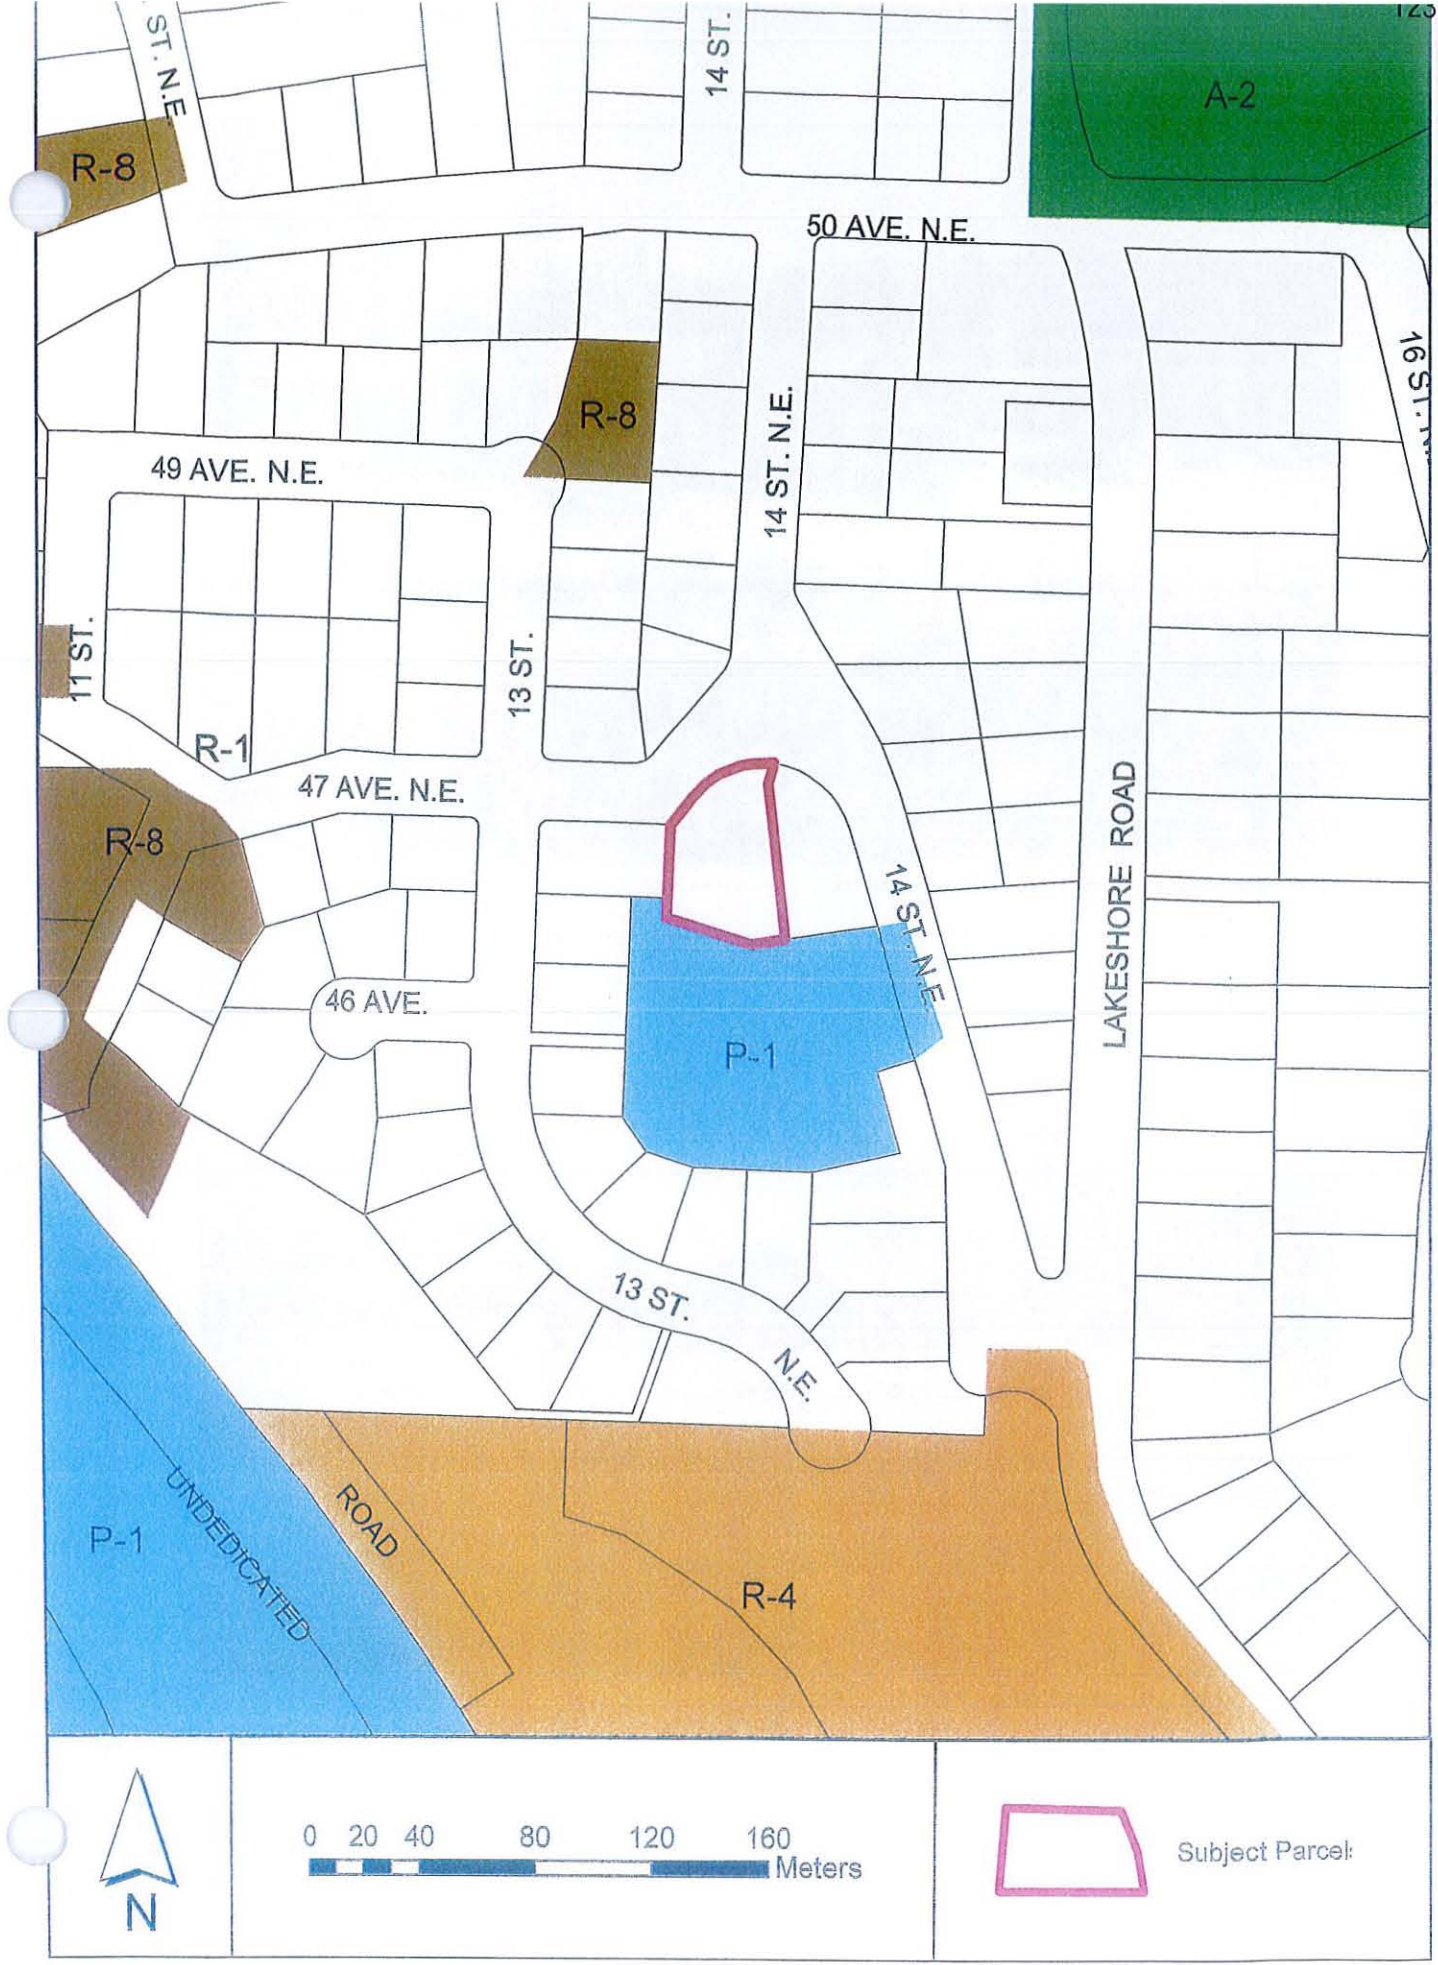 123
ST. N.E.
14 ST.
A-2
R-8
50 AVE. N.E.
16 ST. N.
R-8
14 ST. N.E.
49 AVE. N.E.
11 ST.
13 ST.
R-1
47 AVE. N.E.
LAKESHORE ROAD
R-8
14 ST. N.E.
46 AVE.
P-1
13 ST.
N.E.
ROAD
UNDEDICATED
P-1
R-4
0 20 40 80 120 160
Meters
Subject Parcel
N